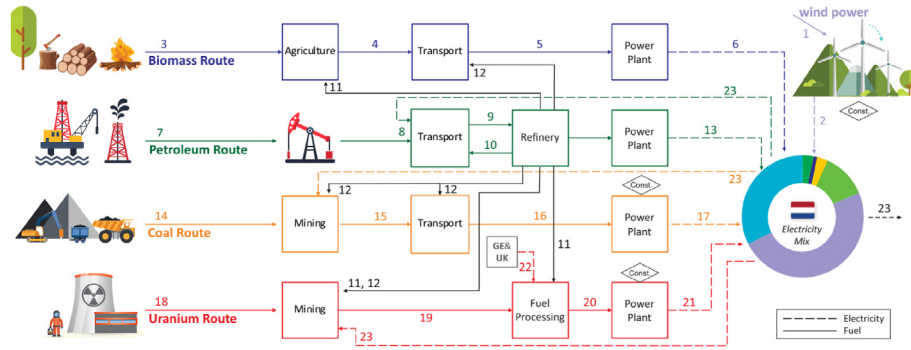 wind power
1
3
Biomass Route
Agriculture
4
Transport
5
Power
Plant
6
12
11
23
Const.
2
7
Petroleum Route
8
Transport
9
10
Refinery
Power
Plant
13
12
12
Const.
23
14
Coal Route
Mining
15
Transport
16
Power
Plant
17
Electricity
Mix
23
GE&
UK
22
11
Const.
11, 12
18
Uranium Route
Mining
19
Fuel
Processing
20
Power
Plant
21
23
Electricity
Fuel